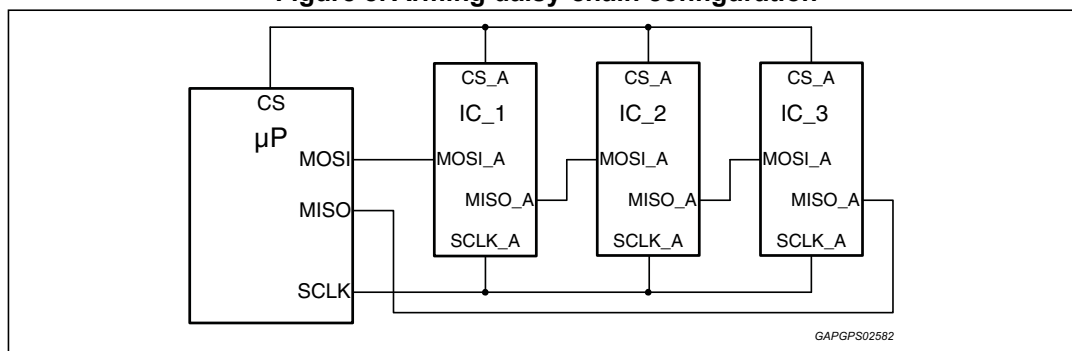 Figure Arming daisy chain configuration
CS
µP
MOSI
MISO
SCLK
CS_A
IC_1
MOSI_A
MISO_A
SCLK_A
CS_A
IC_2
MOSI_A
MISO_A
SCLK_A
CS_A
IC_3
MOSI_A
MISO_A
SCLK_A
GAPGPS02582